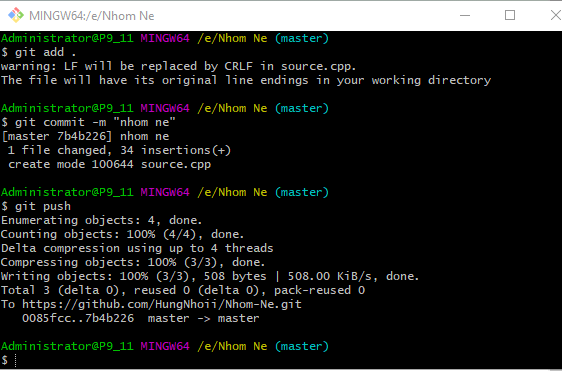 MINGW64:/e/Nhom Ne
Administrator@P9_11 MINGW64 /e/Nhom Ne (master)
$ git add .
warning: LF will be replaced by CRLF in source.cpp.
The file will have its original line endings in your working directory
Administrator@P9_11 MINGW64 /e/Nhom Ne (master)
$ git commit -m "nhom ne"
[master 7b4b226] nhom ne
 1 file changed, 34 insertions(+)
 create mode 100644 source.cpp
Administrator@P9_11 MINGW64 /e/Nhom Ne (master)
$ git push
Enumerating objects: 4, done.
Counting objects: 100% (4/4), done.
Delta compression using up to 4 threads
Compressing objects: 100% (3/3), done.
Writing objects: 100% (3/3), 508 bytes | 508.00 KiB/s, done.
Total 3 (delta 0), reused 0 (delta 0), pack-reused 0
To https://github.com/HungNhoii/Nhom-Ne.git
   0085fcc..7b4b226  master -> master
Administrator@P9_11 MINGW64 /e/Nhom Ne (master)
$